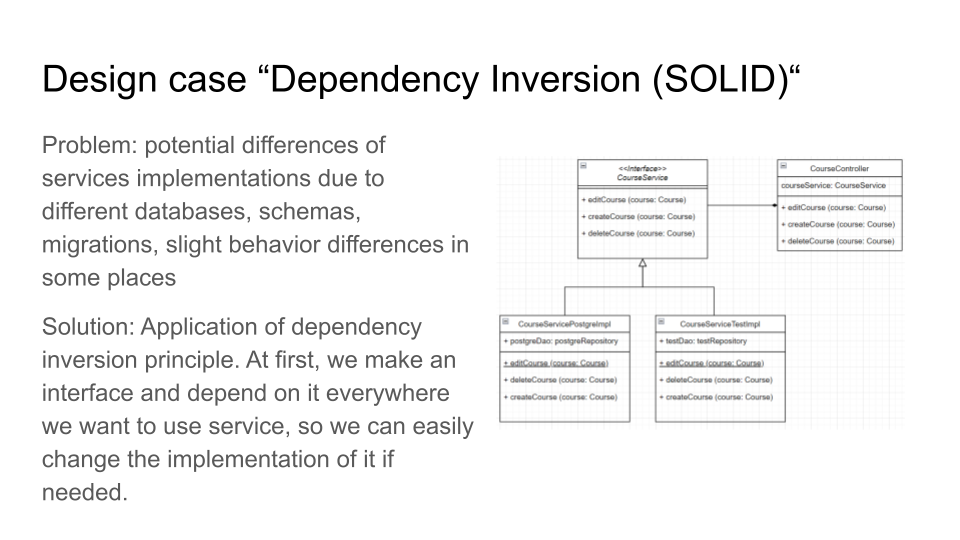 Design case “Dependency Inversion (SOLID)“
Problem: potential differences of
services implementations due to
different databases, schemas,
migrations, slight behavior differences in
some places
Solution: Application of dependency
inversion principle. At first, we make an
interface and depend on it everywhere
we want to use service, so we can easily
change the implementation of it if
needed.
<<Interface>>
CourseService
+ editCourse (course: Course)
+ createCourse (course: Course)
+ deleteCourse (course: Course)
CourseController
courseService: CourseService
+ editCourse (course: Course)
+ createCourse (course: Course)
+ deleteCourse (course: Course)
CourseServicePostgreImpl
+ postgreDao: postgreRepository
+ editCourse (course: Course)
+ deleteCourse (course: Course)
+ createCourse (course: Course)
CourseServiceTestImpl
+ testDao: testRepository
+ editCourse (course: Course)
+ deleteCourse (course: Course)
+ createCourse (course: Course)